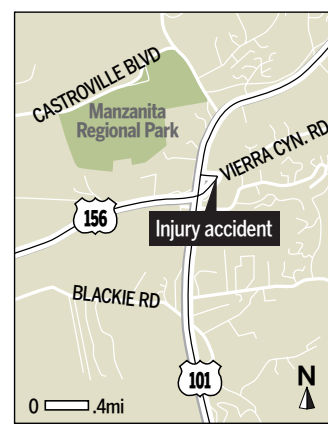 CASTROVILLE BLVD
Manzanita
Regional Park
VIERRA CYN. RD
156
Injury accident
BLACKIE RD
101
N
0 .4mi